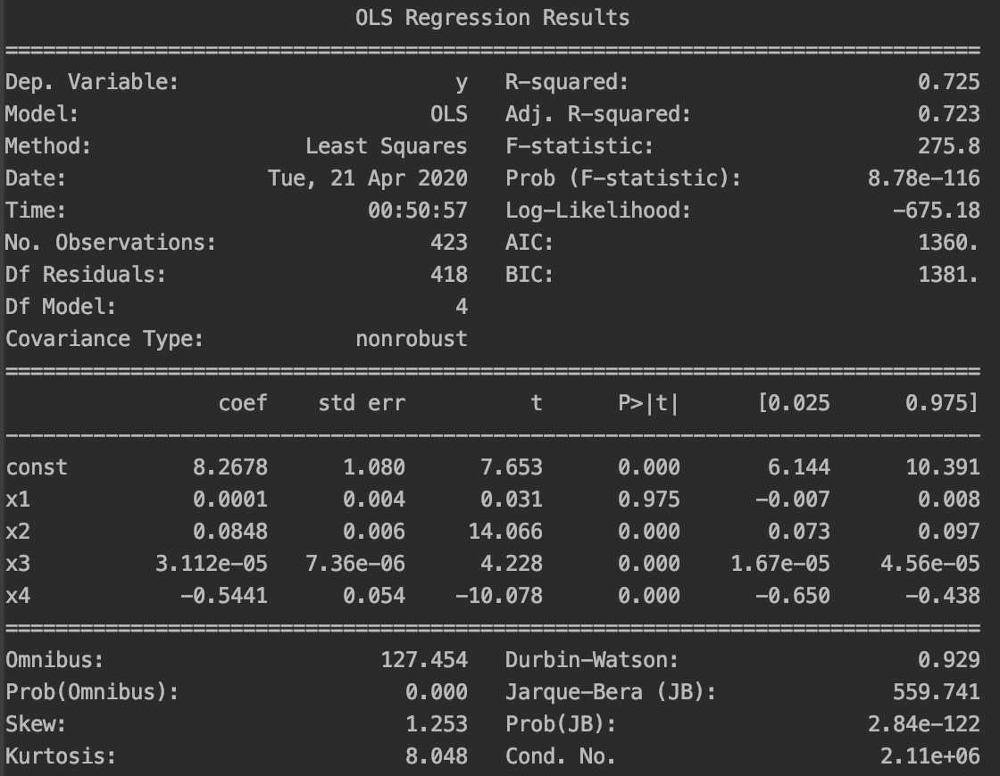 OLS Regression Results
==============================================================================
Dep. Variable:                      y   R-squared:                       0.725
Model:                            OLS   Adj. R-squared:                  0.723
Method:                 Least Squares   F-statistic:                     275.8
Date:                Tue, 21 Apr 2020   Prob (F-statistic):          8.78e-116
Time:                        00:50:57   Log-Likelihood:                -675.18
No. Observations:                 423   AIC:                             1360.
Df Residuals:                     418   BIC:                             1381.
Df Model:                           4
Covariance Type:            nonrobust
==============================================================================
                 coef    std err          t      P>|t|      [0.025      0.975]
------------------------------------------------------------------------------
const          8.2678      1.080      7.653      0.000       6.144      10.391
x1             0.0001      0.004      0.031      0.975      -0.007       0.008
x2             0.0848      0.006     14.066      0.000       0.073       0.097
x3          3.112e-05   7.36e-06      4.228      0.000    1.67e-05    4.56e-05
x4            -0.5441      0.054    -10.078      0.000      -0.650      -0.438
==============================================================================
Omnibus:                      127.454   Durbin-Watson:                   0.929
Prob(Omnibus):                  0.000   Jarque-Bera (JB):              559.741
Skew:                           1.253   Prob(JB):                    2.84e-122
Kurtosis:                       8.048   Cond. No.                     2.11e+06